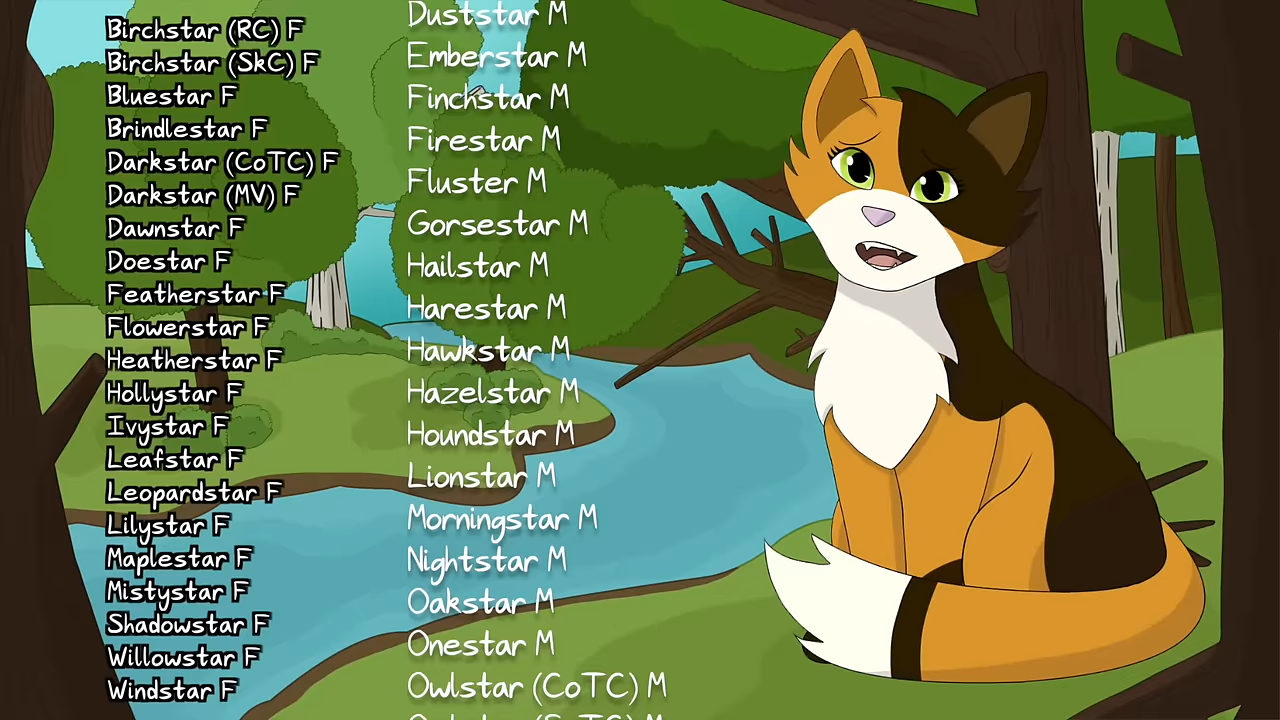 Birchstar (RC) F
Birchstar (SkC) F
Bluestar F
Brindlestar F
Darkstar (CoTC) F
Darkstar (MV) F
Dawnstar F
Doestar F
Featherstar F
Flowerstar F
Heatherstar F
Hollystar F
Ivystar F
Leafstar F
Leopardstar F
Lilystar F
Maplestar F
Mistystar F
Shadowstar F
Willowstar F
Windstar F
Duststar M
Emberstar M
Finchstar M
Firestar M
Fluster M
Gorsestar M
Hailstar M
Harestar M
Hawkstar M
Hazelstar M
Houndstar M
Lionstar M
Morningstar M
Nightstar M
Oakstar M
Onestar M
Owlstar (CoTC) M